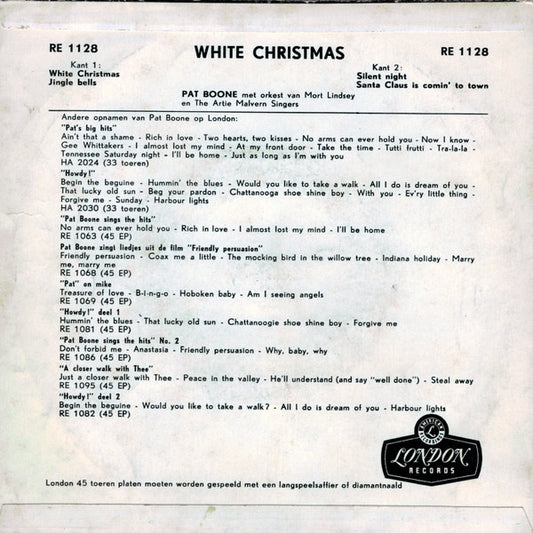 RE 1128 WHITE CHRISTMAS RE 1128
Kant 1: Kant 2:
White Christmas Silent night
Jingle bells Santa Claus is comin' to town
PAT BOONE met orkest van Mort Lindsey
en The Artie Malvern Singers
Andere opnamen van Pat Boone op London:
"Pat's big hits"
Ain't that a shame - Rich in love - Two hearts, two kisses - No arms can ever hold you - Now I know -
Gee Whittakers - I almost lost my mind - At my front door - Take the time - Tutti frutti - Tra-la-la -
Tennessee Saturday night - I'll be home - Just as long as I'm with you
HA 2024 (33 toeren)
"Howdy!"
Begin the beguine - Hummin' the blues - Would you like to take a walk - All I do is dream of you -
That lucky old sun - Beg your pardon - Chattanooga shoe shine boy - With you - Ev'ry little thing -
Forgive me - Sunday - Harbour lights
HA 2030 (33 toeren)
"Pat Boone sings the hits"
No arms can ever hold you - Rich in love - I almost lost my mind - I'll be home
RE 1063 (45 EP)
Pat Boone zingt liedjes uit de film "Friendly persuasion"
Friendly persuasion - Coax me a little - The mocking bird in the willow tree - Indiana holiday - Marry
me, marry me
RE 1068 (45 EP)
"Pat" on mike
Treasure of love - B-i-n-g-o - Hoboken baby - Am I seeing angels
RE 1069 (45 EP)
"Howdy!" deel 1
Hummin' the blues - That lucky old sun - Chattanoogie shoe shine boy - Forgive me
RE 1081 (45 EP)
"Pat Boone sings the hits" No. 2
Don't forbid me - Anastasia - Friendly persuasion - Why, baby, why
RE 1086 (45 EP)
"A closer walk with Thee"
Just a closer walk with Thee - Peace in the valley - He'll understand (and say "well done") - Steal away
RE 1095 (45 EP)
"Howdy!" deel 2
Begin the beguine - Would you like to take a walk? - All I do is dream of you - Harbour lights
RE 1082 (45 EP)
AMERICAN
RECORDINGS
L
LONDON
RECORDS
London 45 toeren platen moeten worden gespeeld met een langspeelsaffier of diamantnaald